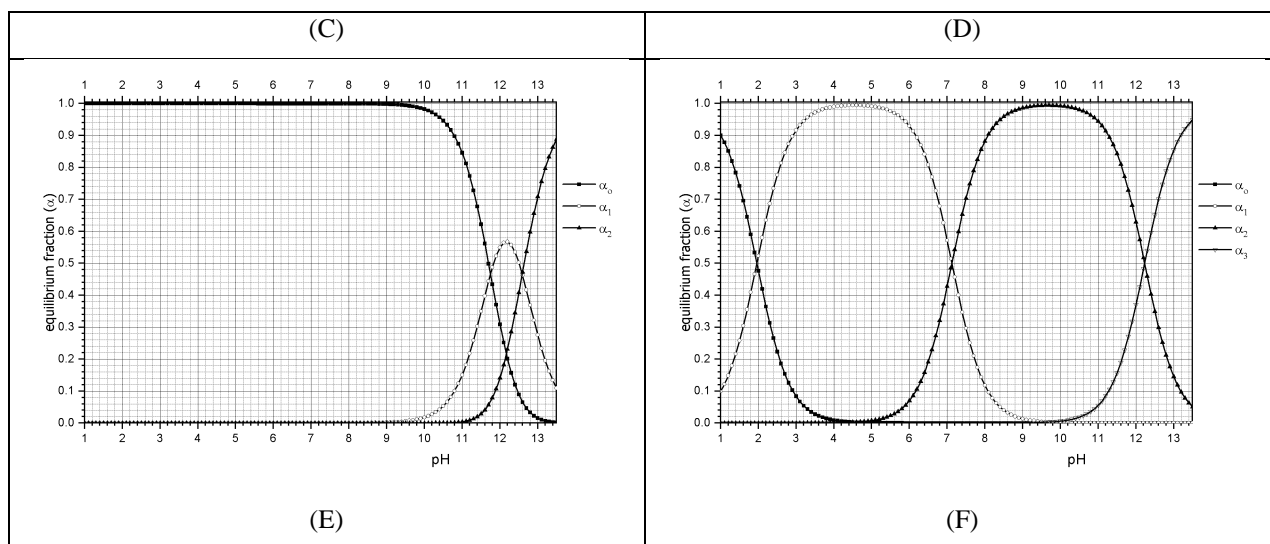 (C)
(D)
1 2 3 4 5 6 7 8 9 10 11 12 13
1.0
0.9
0.8
0.7
0.6
0.5
0.4
0.3
0.2
0.1
0.0
equilibrium fraction (α)
1 2 3 4 5 6 7 8 9 10 11 12 13
pH
α₀
α₁
α₂
(E)
1 2 3 4 5 6 7 8 9 10 11 12 13
1.0
0.9
0.8
0.7
0.6
0.5
0.4
0.3
0.2
0.1
0.0
equilibrium fraction (α)
1 2 3 4 5 6 7 8 9 10 11 12 13
pH
α₀
α₁
α₂
α₃
(F)